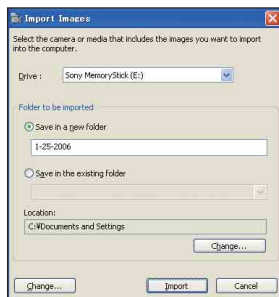 Import Images
Select the camera or media that includes the images you want to import
into the computer.
Drive :
Sony MemoryStick (E:)
Folder to be imported
Save in a new folder
1-25-2006
Save in the existing folder
Location:
C:¥Documents and Settings
Change...
Change...
Import
Cancel